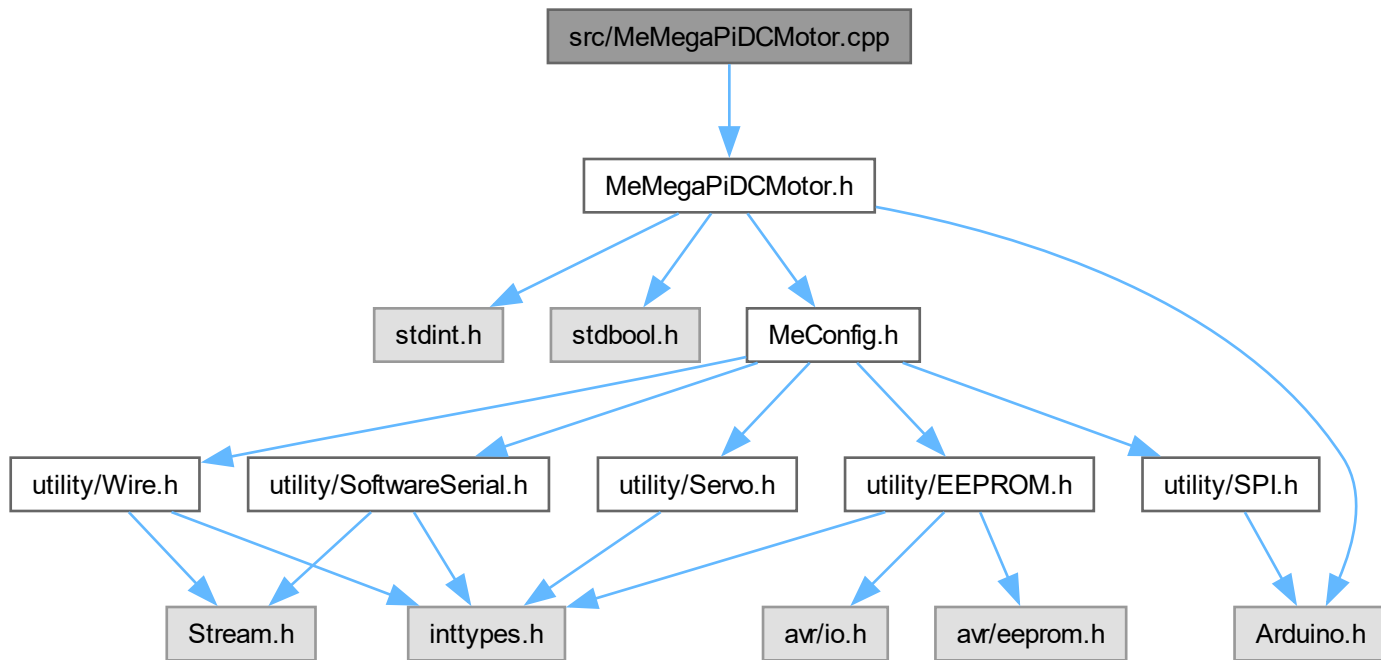 src/MeMegaPiDCMotor.cpp
MeMegaPiDCMotor.h
stdint.h
stdbool.h
MeConfig.h
utility/Wire.h
utility/SoftwareSerial.h
utility/Servo.h
utility/EEPROM.h
utility/SPI.h
Stream.h
inttypes.h
avr/io.h
avr/eeprom.h
Arduino.h